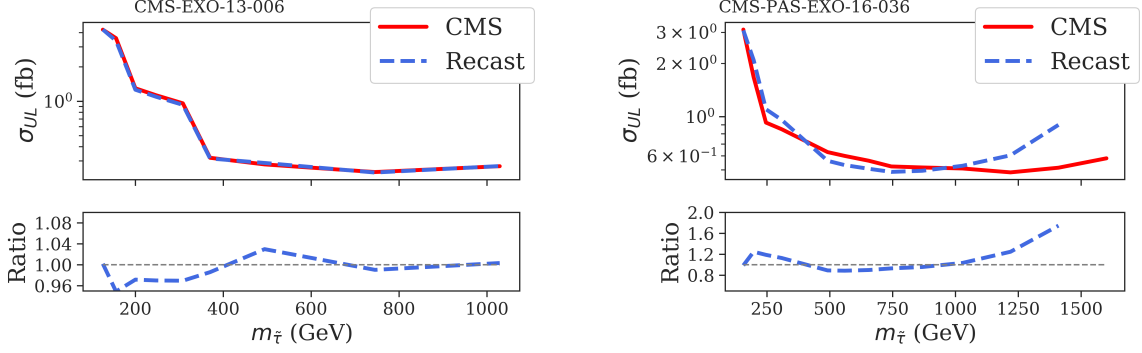 CMS-EXO-13-006
CMS
Recast
σ_UL (fb)
10⁰
Ratio
1.08
1.04
1.00
0.96
200 400 600 800 1000
m_τ̃ (GeV)
CMS-PAS-EXO-16-036
CMS
Recast
σ_UL (fb)
3 × 10⁰
2 × 10⁰
10⁰
6 × 10⁻¹
Ratio
2.0
1.6
1.2
0.8
250 500 750 1000 1250 1500
m_τ̃ (GeV)